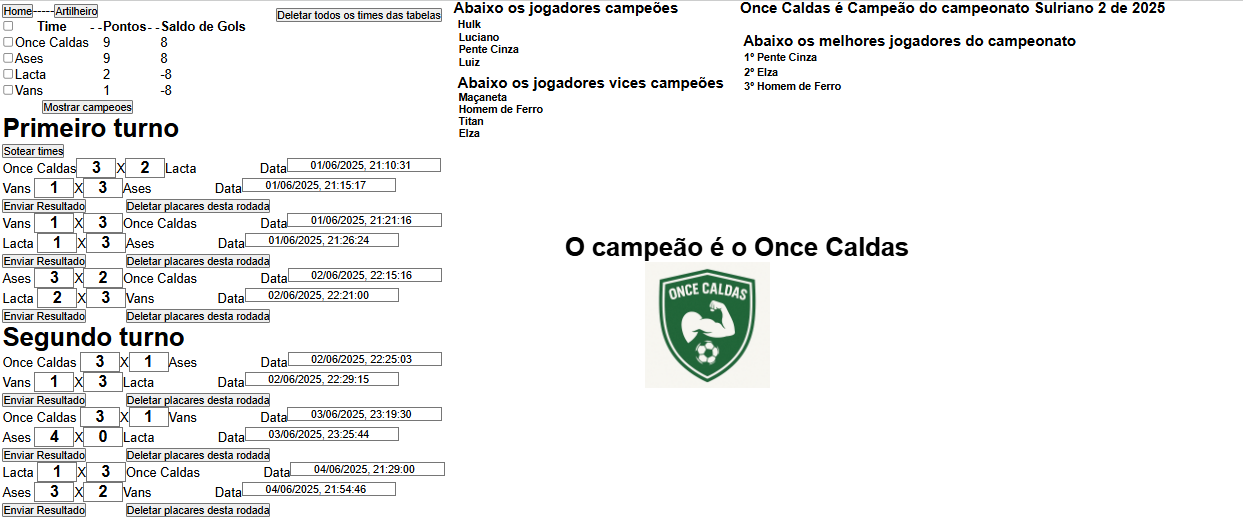 Home-----Artilheiro
Deletar todos os times das tabelas
Time --Pontos--Saldo de Gols
Once Caldas 9 8
Ases 9 8
Lacta 2 -8
Vans 1 -8
Mostrar campeoes
Primeiro turno
Sotear times
Once Caldas 3 X 2 Lacta Data 01/06/2025, 21:10:31
Vans 1 X 3 Ases Data 01/06/2025, 21:15:17
Enviar Resultado Deletar placares desta rodada
Vans 1 X 3 Once Caldas Data 01/06/2025, 21:21:16
Lacta 1 X 3 Ases Data 01/06/2025, 21:26:24
Enviar Resultado Deletar placares desta rodada
Ases 3 X 2 Once Caldas Data 02/06/2025, 22:15:16
Lacta 2 X 3 Vans Data 02/06/2025, 22:21:00
Enviar Resultado Deletar placares desta rodada
Segundo turno
Once Caldas 3 X 1 Ases Data 02/06/2025, 22:25:03
Vans 1 X 3 Lacta Data 02/06/2025, 22:29:15
Enviar Resultado Deletar placares desta rodada
Once Caldas 3 X 1 Vans Data 03/06/2025, 23:19:30
Ases 4 X 0 Lacta Data 03/06/2025, 23:25:44
Enviar Resultado Deletar placares desta rodada
Lacta 1 X 3 Once Caldas Data 04/06/2025, 21:29:00
Ases 3 X 2 Vans Data 04/06/2025, 21:54:46
Enviar Resultado Deletar placares desta rodada
Abaixo os jogadores campeões
Hulk
Luciano
Pente Cinza
Luiz
Abaixo os jogadores vices campeões
Maçaneta
Homem de Ferro
Titan
Elza
Once Caldas é Campeão do campeonato Sulriano 2 de 2025
Abaixo os melhores jogadores do campeonato
1º Pente Cinza
2º Elza
3º Homem de Ferro
O campeão é o Once Caldas
ONCE CALDAS